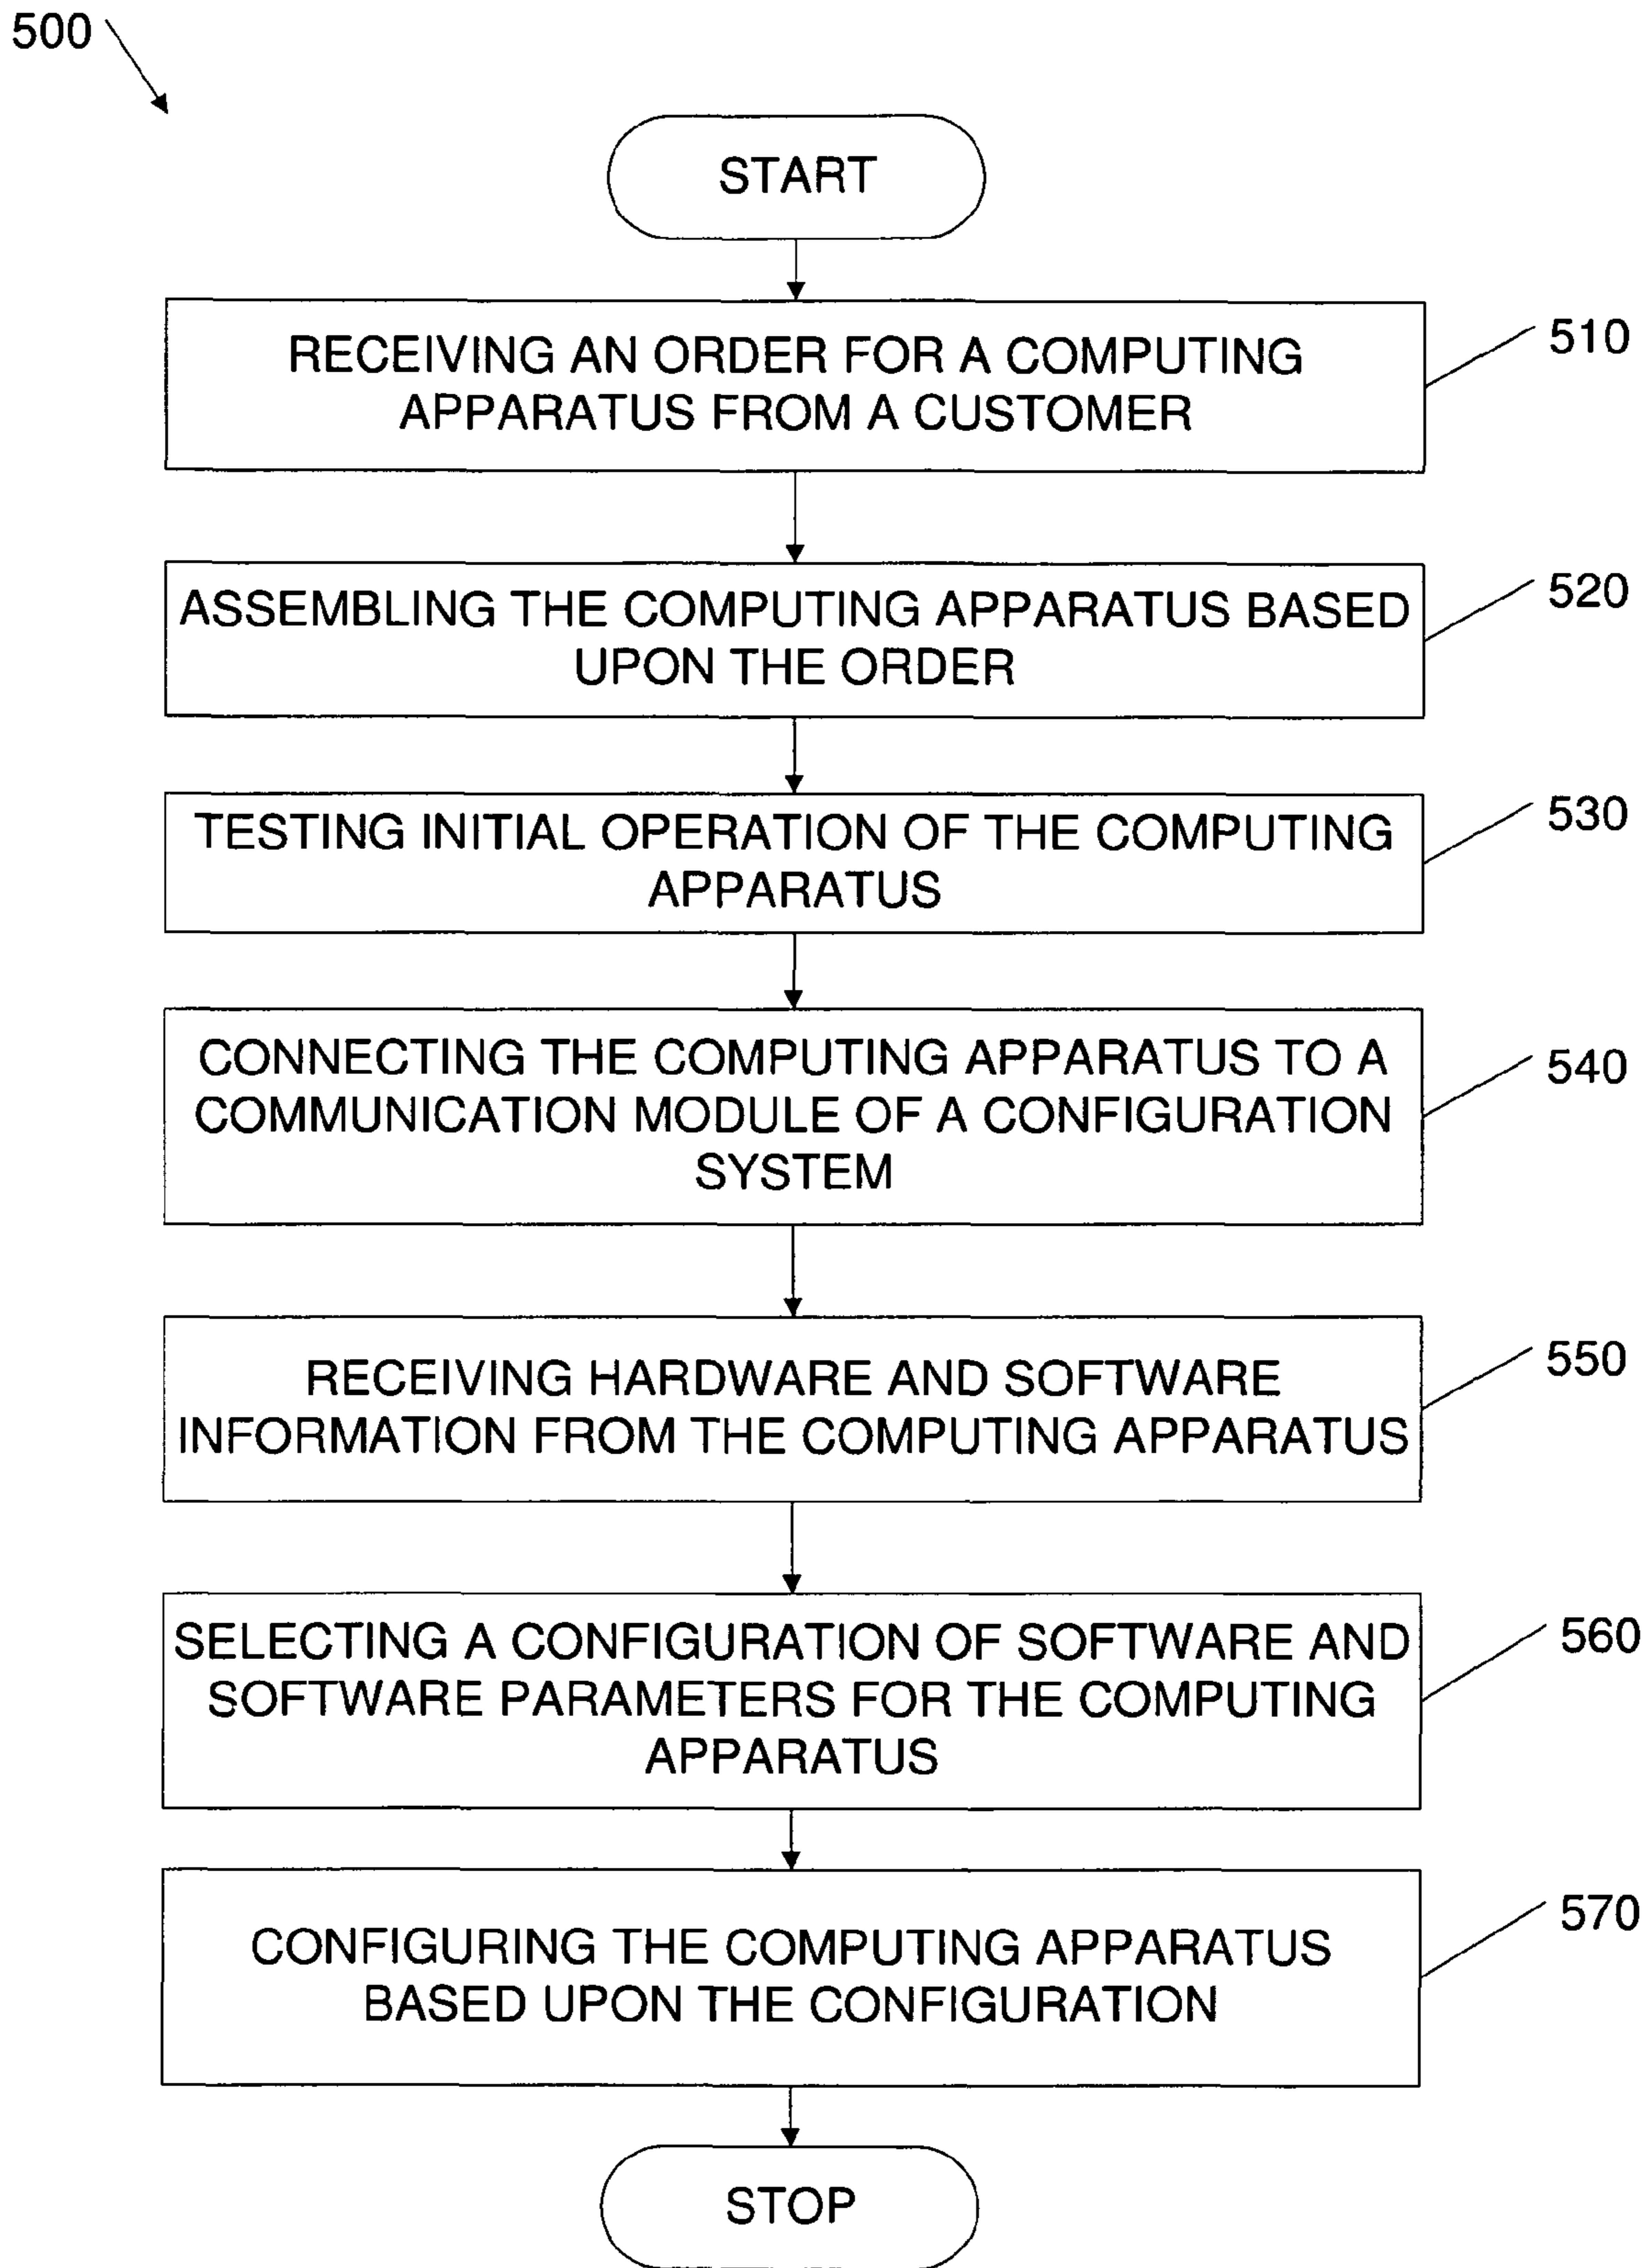 500
START
RECEIVING AN ORDER FOR A COMPUTING
APPARATUS FROM A CUSTOMER
510
ASSEMBLING THE COMPUTING APPARATUS BASED
UPON THE ORDER
520
TESTING INITIAL OPERATION OF THE COMPUTING
APPARATUS
530
CONNECTING THE COMPUTING APPARATUS TO A
COMMUNICATION MODULE OF A CONFIGURATION
SYSTEM
540
RECEIVING HARDWARE AND SOFTWARE
INFORMATION FROM THE COMPUTING APPARATUS
550
SELECTING A CONFIGURATION OF SOFTWARE AND
SOFTWARE PARAMETERS FOR THE COMPUTING
APPARATUS
560
CONFIGURING THE COMPUTING APPARATUS
BASED UPON THE CONFIGURATION
570
STOP